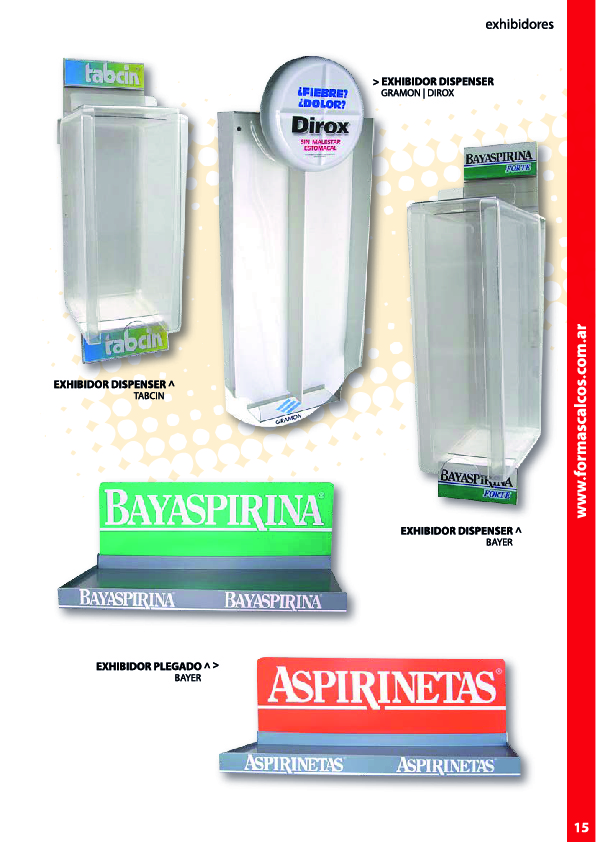 exhibidores
tabcin
tabcin
EXHIBIDOR DISPENSER ^
TABCIN
> EXHIBIDOR DISPENSER
GRAMON | DIROX
¿FIEBRE?
¿DOLOR?
Dirox
SIN MALESTAR
ESTOMACAL
GRAMON
BAYASPIRINA
FORTE
BAYASPIRINA
FORTE
EXHIBIDOR DISPENSER ^
BAYER
www.formascalcos.com.ar
BAYASPIRINA®
BAYASPIRINA BAYASPIRINA
EXHIBIDOR PLEGADO ^ >
BAYER
ASPIRINETAS®
ASPIRINETAS ASPIRINETAS
15